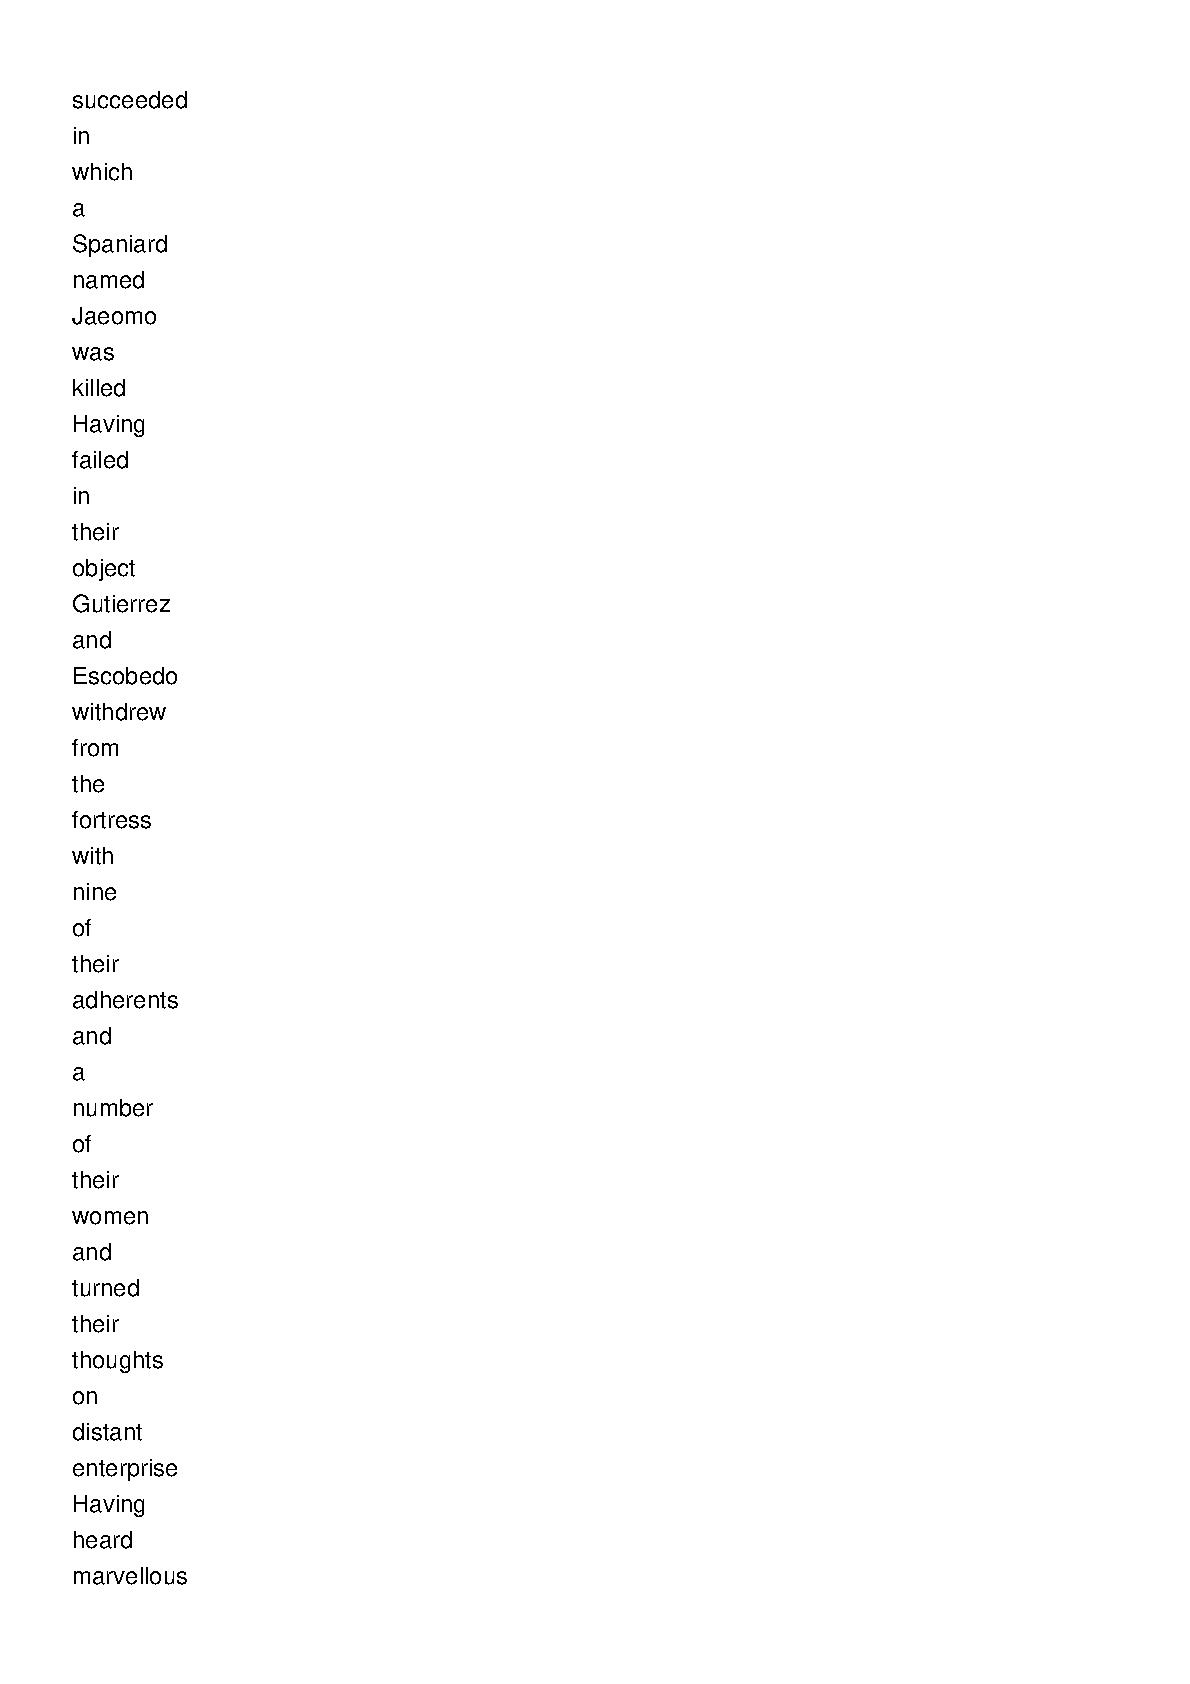 succeeded
in
which
a
Spaniard
named
Jaeomo
was
killed
Having
failed
in
their
object
Gutierrez
and
Escobedo
withdrew
from
the
fortress
with
nine
of
their
adherents
and
a
number
of
their
women
and
turned
their
thoughts
on
distant
enterprise
Having
heard
marvellous